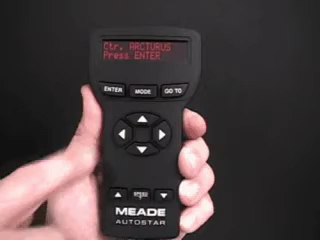 Ctr. ARCTURUS
Press ENTER
ENTER MODE GO TO
MEADE
AUTOSTAR